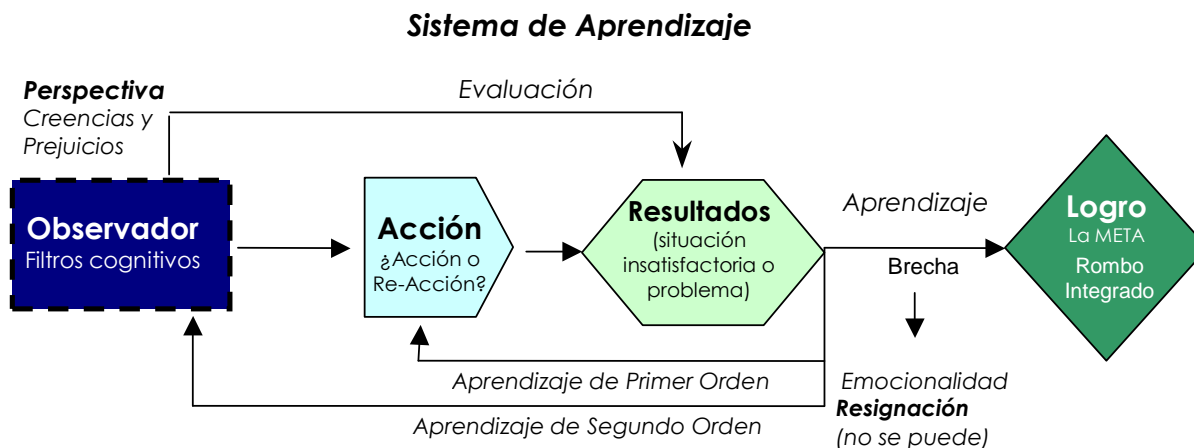 Sistema de Aprendizaje
Perspectiva
Creencias y
Prejuicios
Evaluación
Observador
Filtros cognitivos
Acción
¿Acción o
Re-Acción?
Resultados
(situación
insatisfactoria o
problema)
Aprendizaje
Brecha
Logro
La META
Rombo
Integrado
Aprendizaje de Primer Orden
Aprendizaje de Segundo Orden
Emocionalidad
Resignación
(no se puede)